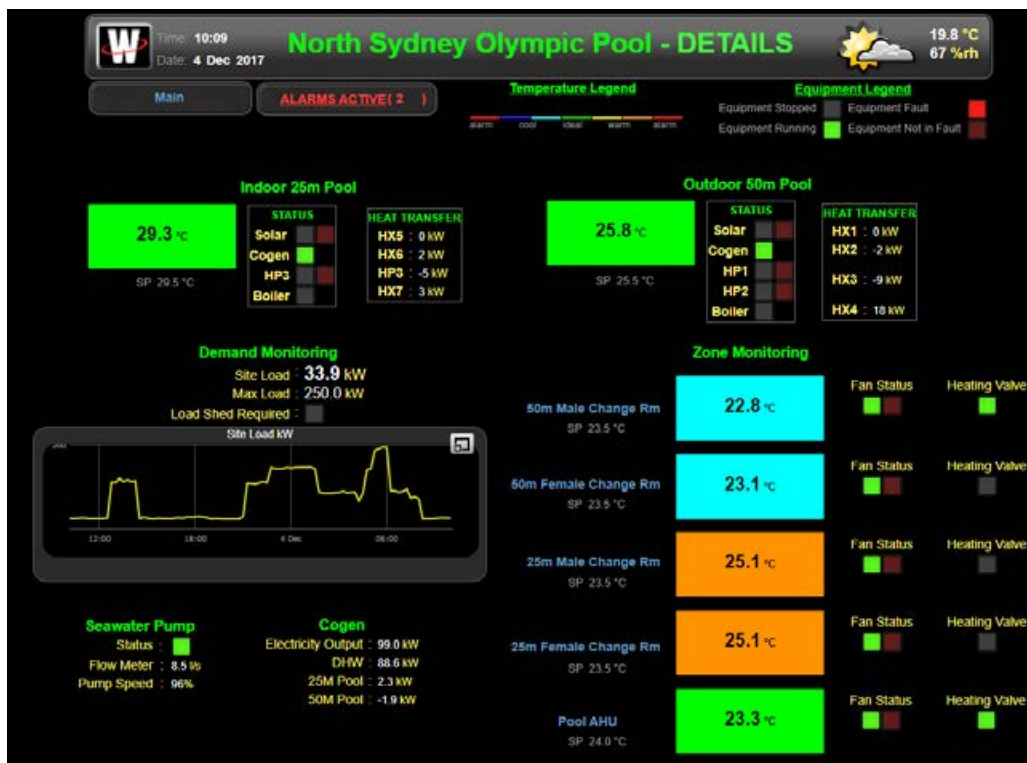 W
Time: 10:09
Date: 4 Dec 2017
North Sydney Olympic Pool - DETAILS
19.8 °C
67 %rh
Main
ALARMS ACTIVE( 2 )
Temperature Legend
alarm cool ideal warm alarm
Equipment Legend
Equipment Stopped Equipment Fault
Equipment Running Equipment Not in Fault
Indoor 25m Pool
29.3 °C
SP 29.5 °C
STATUS
Solar
Cogen
HP3
Boiler
HEAT TRANSFER
HX5 : 0 kW
HX6 : 2 kW
HP3 : -5 kW
HX7 : 3 kW
Outdoor 50m Pool
25.8 °C
SP 25.5 °C
STATUS
Solar
Cogen
HP1
HP2
Boiler
HEAT TRANSFER
HX1 : 0 kW
HX2 : -2 kW
HX3 : -9 kW
HX4 : 18 kW
Demand Monitoring
Site Load : 33.9 kW
Max Load : 250.0 kW
Load Shed Required :
Site Load kW
12:00 18:00 4 Dec 06:00
Seawater Pump
Status :
Flow Meter : 8.5 l/s
Pump Speed : 96%
Cogen
Electricity Output : 99.0 kW
DHW : 88.6 kW
25M Pool : 2.3 kW
50M Pool : -1.9 kW
Zone Monitoring
50m Male Change Rm
SP 23.5 °C
22.8 °C
Fan Status Heating Valve
50m Female Change Rm
SP 23.5 °C
23.1 °C
Fan Status Heating Valve
25m Male Change Rm
SP 23.5 °C
25.1 °C
Fan Status Heating Valve
25m Female Change Rm
SP 23.5 °C
25.1 °C
Fan Status Heating Valve
Pool AHU
SP 24.0 °C
23.3 °C
Fan Status Heating Valve